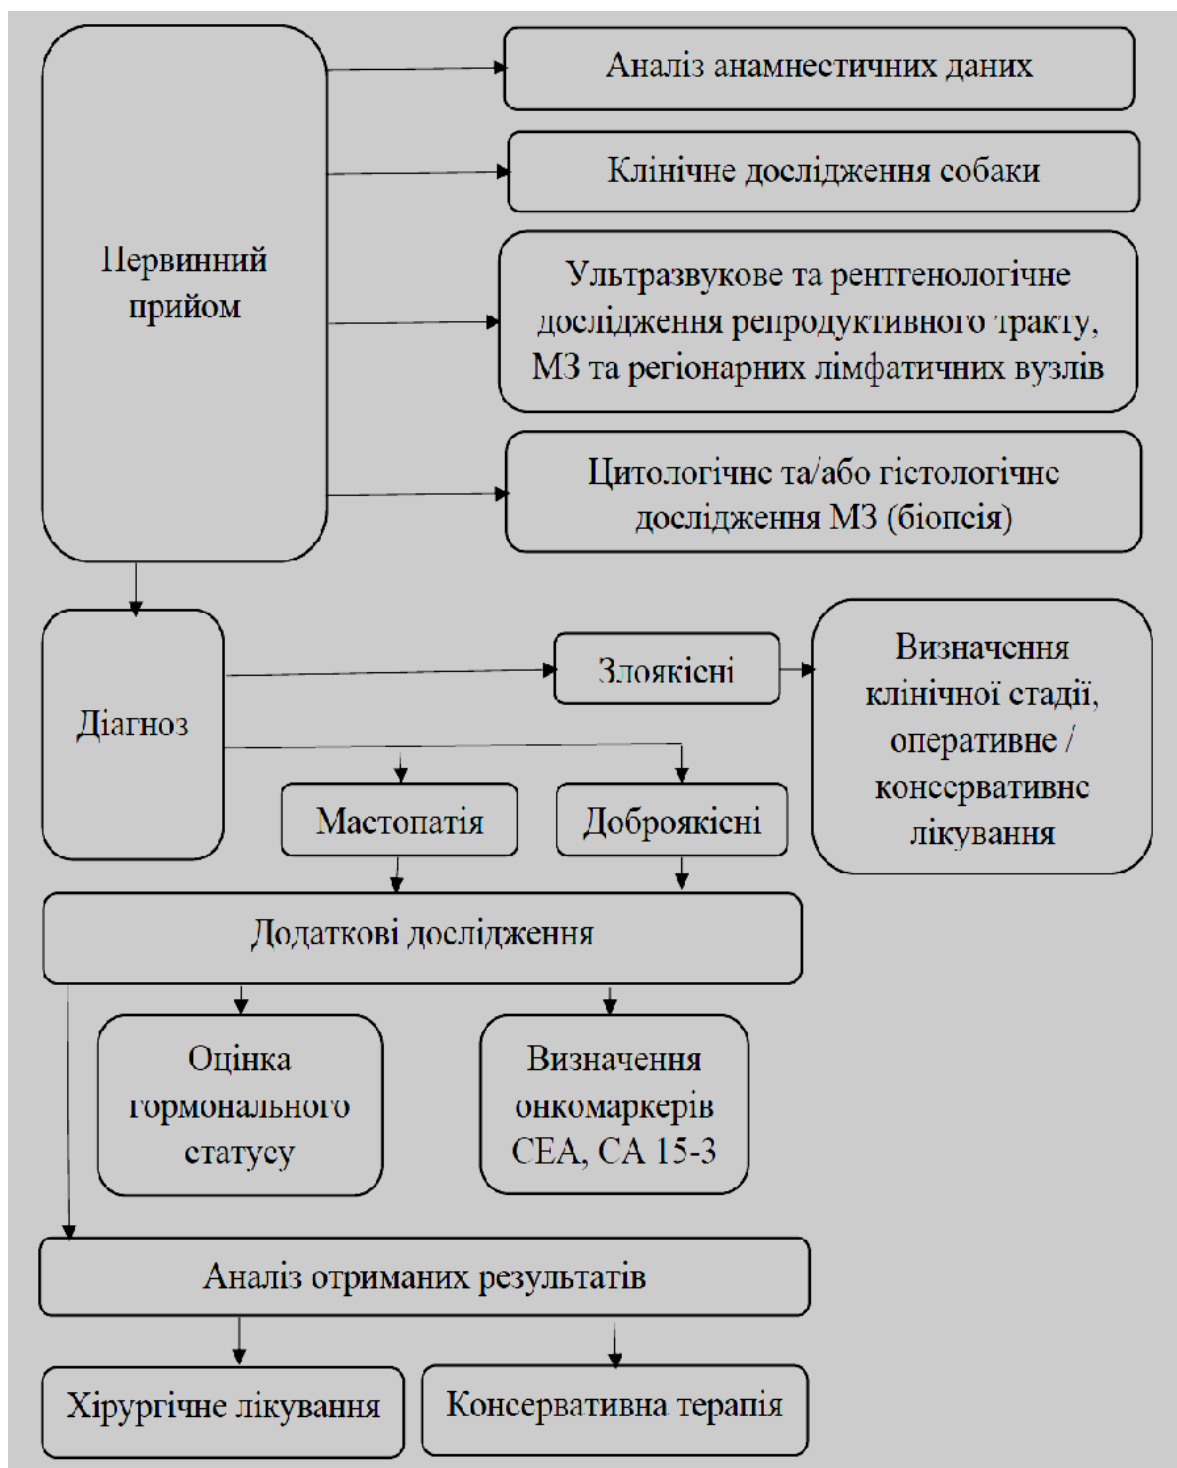 Первинний
прийом
Аналіз анамнестичних даних
Клінічне дослідження собаки
Ультразвукове та рентгенологічне
дослідження репродуктивного тракту,
МЗ та регіонарних лімфатичних вузлів
Цитологічне та/або гістологічне
дослідження МЗ (біопсія)
Діагноз
Злоякісні
Визначення
клінічної стадії,
оперативне /
консервативне
лікування
Мастопатія
Доброякісні
Додаткові дослідження
Оцінка
гормонального
статусу
Визначення
онкомаркерів
СЕА, СА 15-3
Аналіз отриманих результатів
Хірургічне лікування
Консервативна терапія